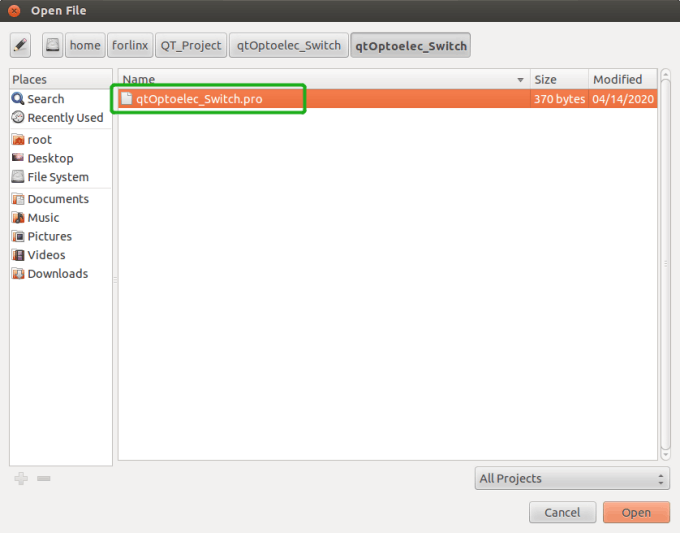 Open File
home forlinx QT_Project qtOptoelec_Switch qtOptoelec_Switch
Places
Search
Recently Used
root
Desktop
File System
Documents
Music
Pictures
Videos
Downloads
Name Size Modified
qtOptoelec_Switch.pro 370 bytes 04/14/2020
All Projects
Cancel Open